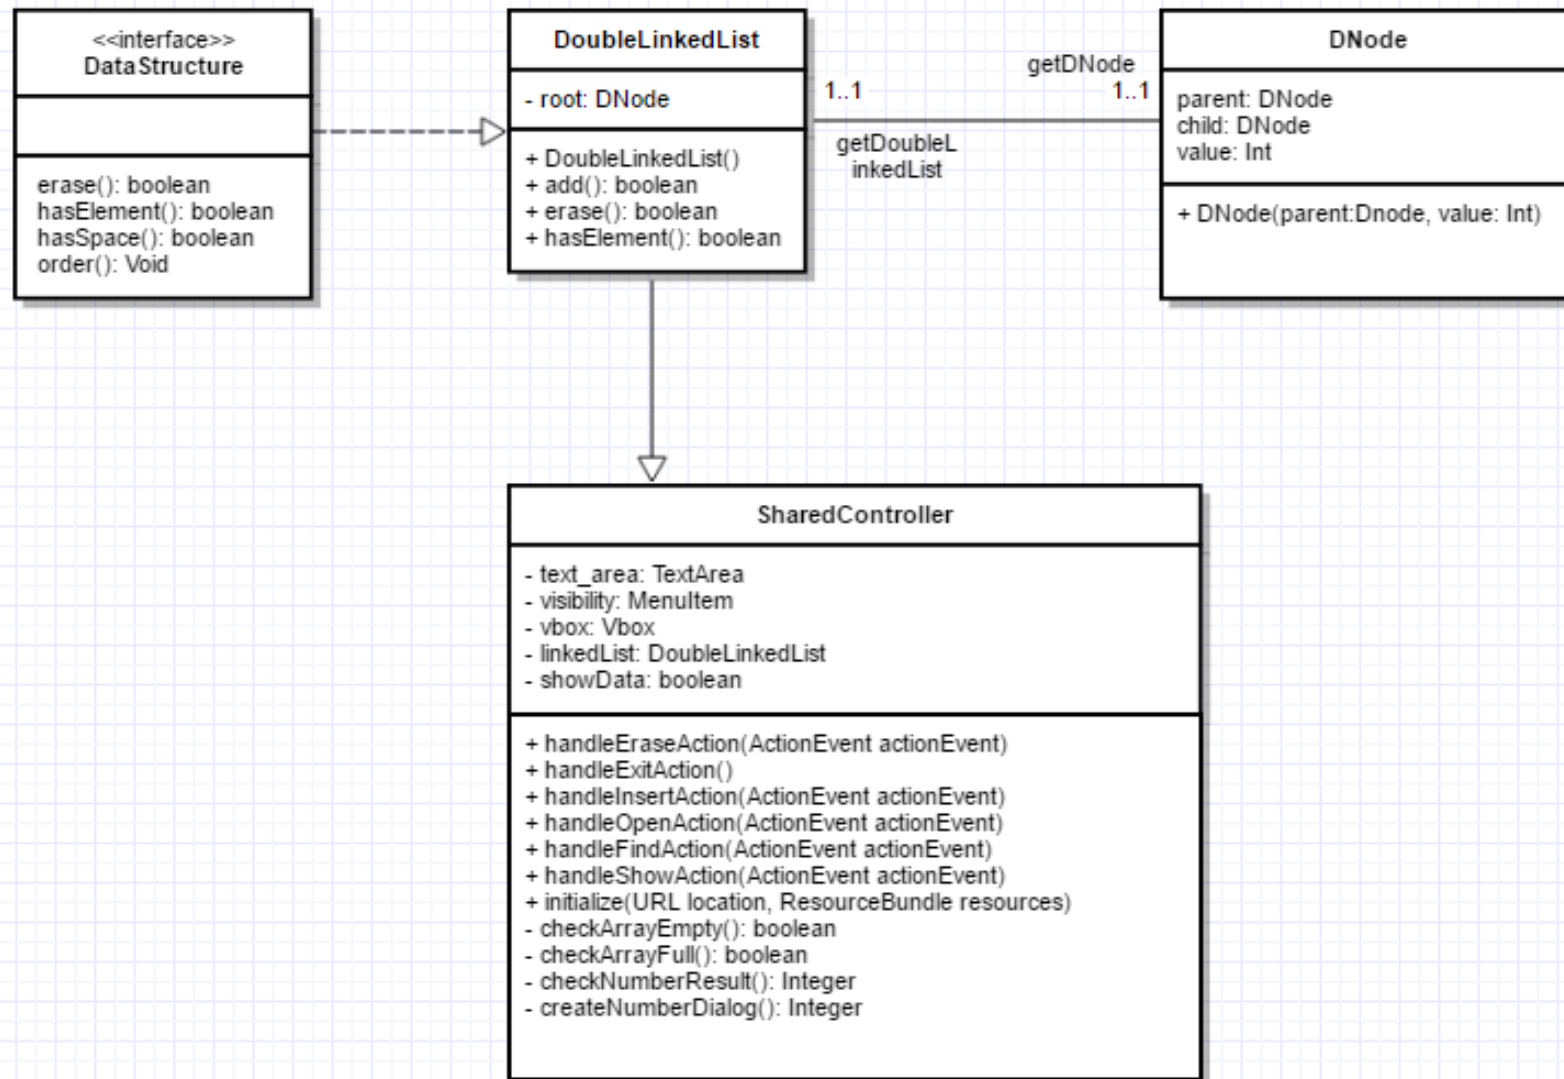 <<interface>>
DataStructure
erase(): boolean
hasElement(): boolean
hasSpace(): boolean
order(): Void
DoubleLinkedList
- root: DNode
+ DoubleLinkedList()
+ add(): boolean
+ erase(): boolean
+ hasElement(): boolean
getDNode
1..1
1..1
getDoubleL
inkedList
DNode
parent: DNode
child: DNode
value: Int
+ DNode(parent:Dnode, value: Int)
SharedController
- text_area: TextArea
- visibility: MenuItem
- vbox: Vbox
- linkedList: DoubleLinkedList
- showData: boolean
+ handleEraseAction(ActionEvent actionEvent)
+ handleExitAction()
+ handleInsertAction(ActionEvent actionEvent)
+ handleOpenAction(ActionEvent actionEvent)
+ handleFindAction(ActionEvent actionEvent)
+ handleShowAction(ActionEvent actionEvent)
+ initialize(URL location, ResourceBundle resources)
- checkArrayEmpty(): boolean
- checkArrayFull(): boolean
- checkNumberResult(): Integer
- createNumberDialog(): Integer